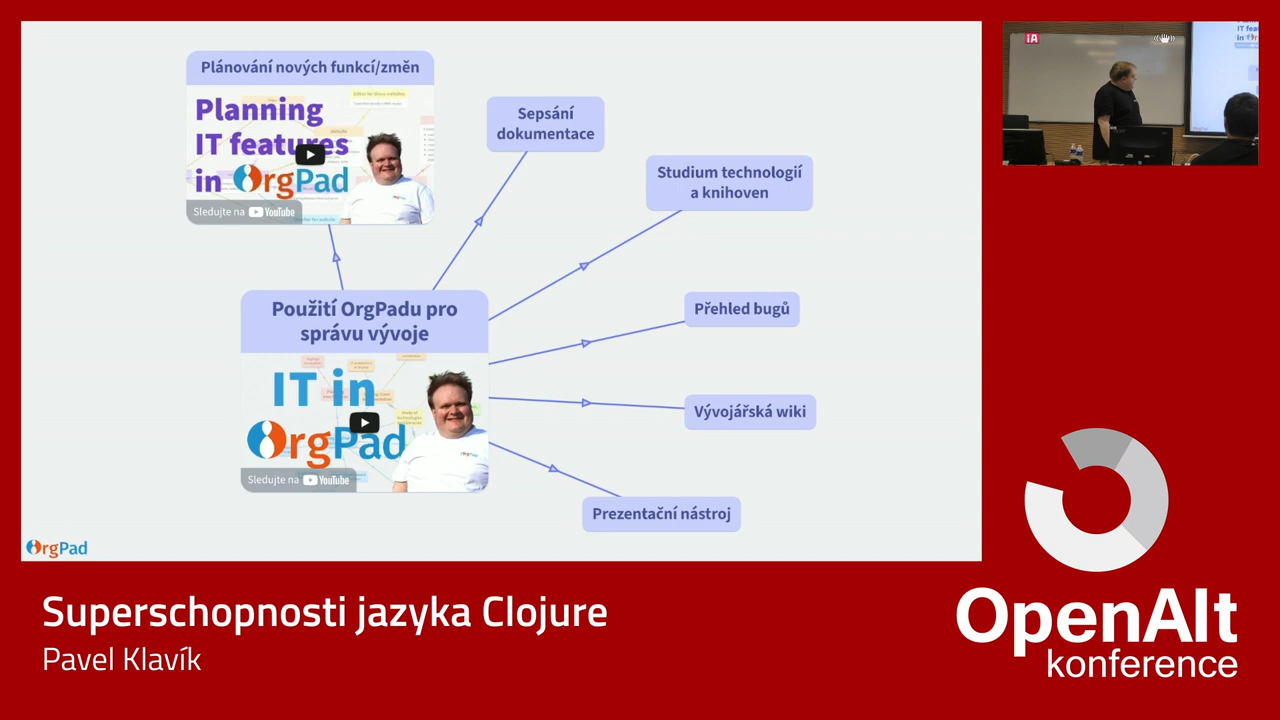 Plánování nových funkcí/změn
Planning
IT features
in OrgPad
Sledujte na YouTube
Sepsání
dokumentace
Studium technologií
a knihoven
Použití OrgPadu pro
správu vývoje
IT in
OrgPad
Sledujte na YouTube
Přehled bugů
Vývojářská wiki
Prezentační nástroj
OrgPad
iA
Superschopnosti jazyka Clojure
Pavel Klavík
OpenAlt
konference